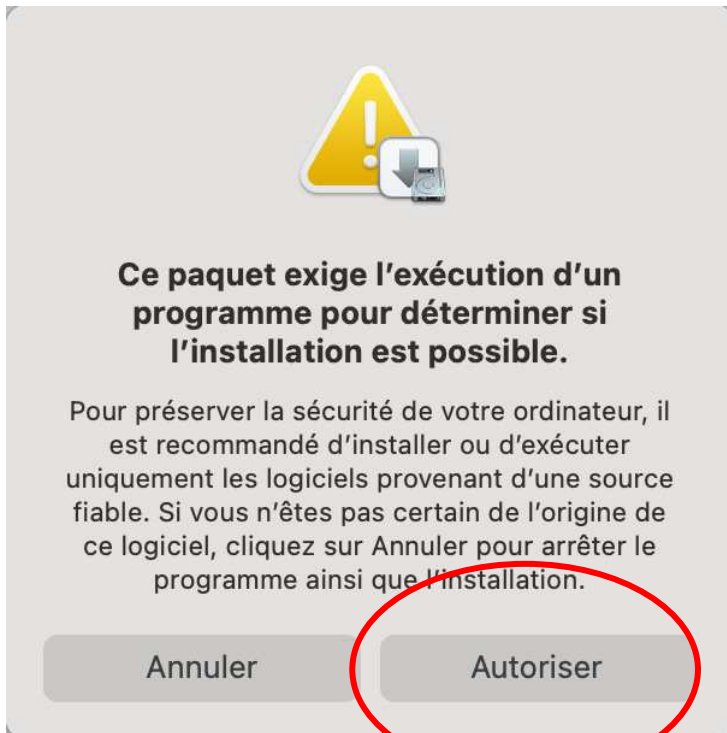 Ce paquet exige l’exécution d’un
programme pour déterminer si
l’installation est possible.
Pour préserver la sécurité de votre ordinateur, il
est recommandé d’installer ou d’exécuter
uniquement les logiciels provenant d’une source
fiable. Si vous n’êtes pas certain de l’origine de
ce logiciel, cliquez sur Annuler pour arrêter le
programme ainsi que l’installation.
Annuler
Autoriser